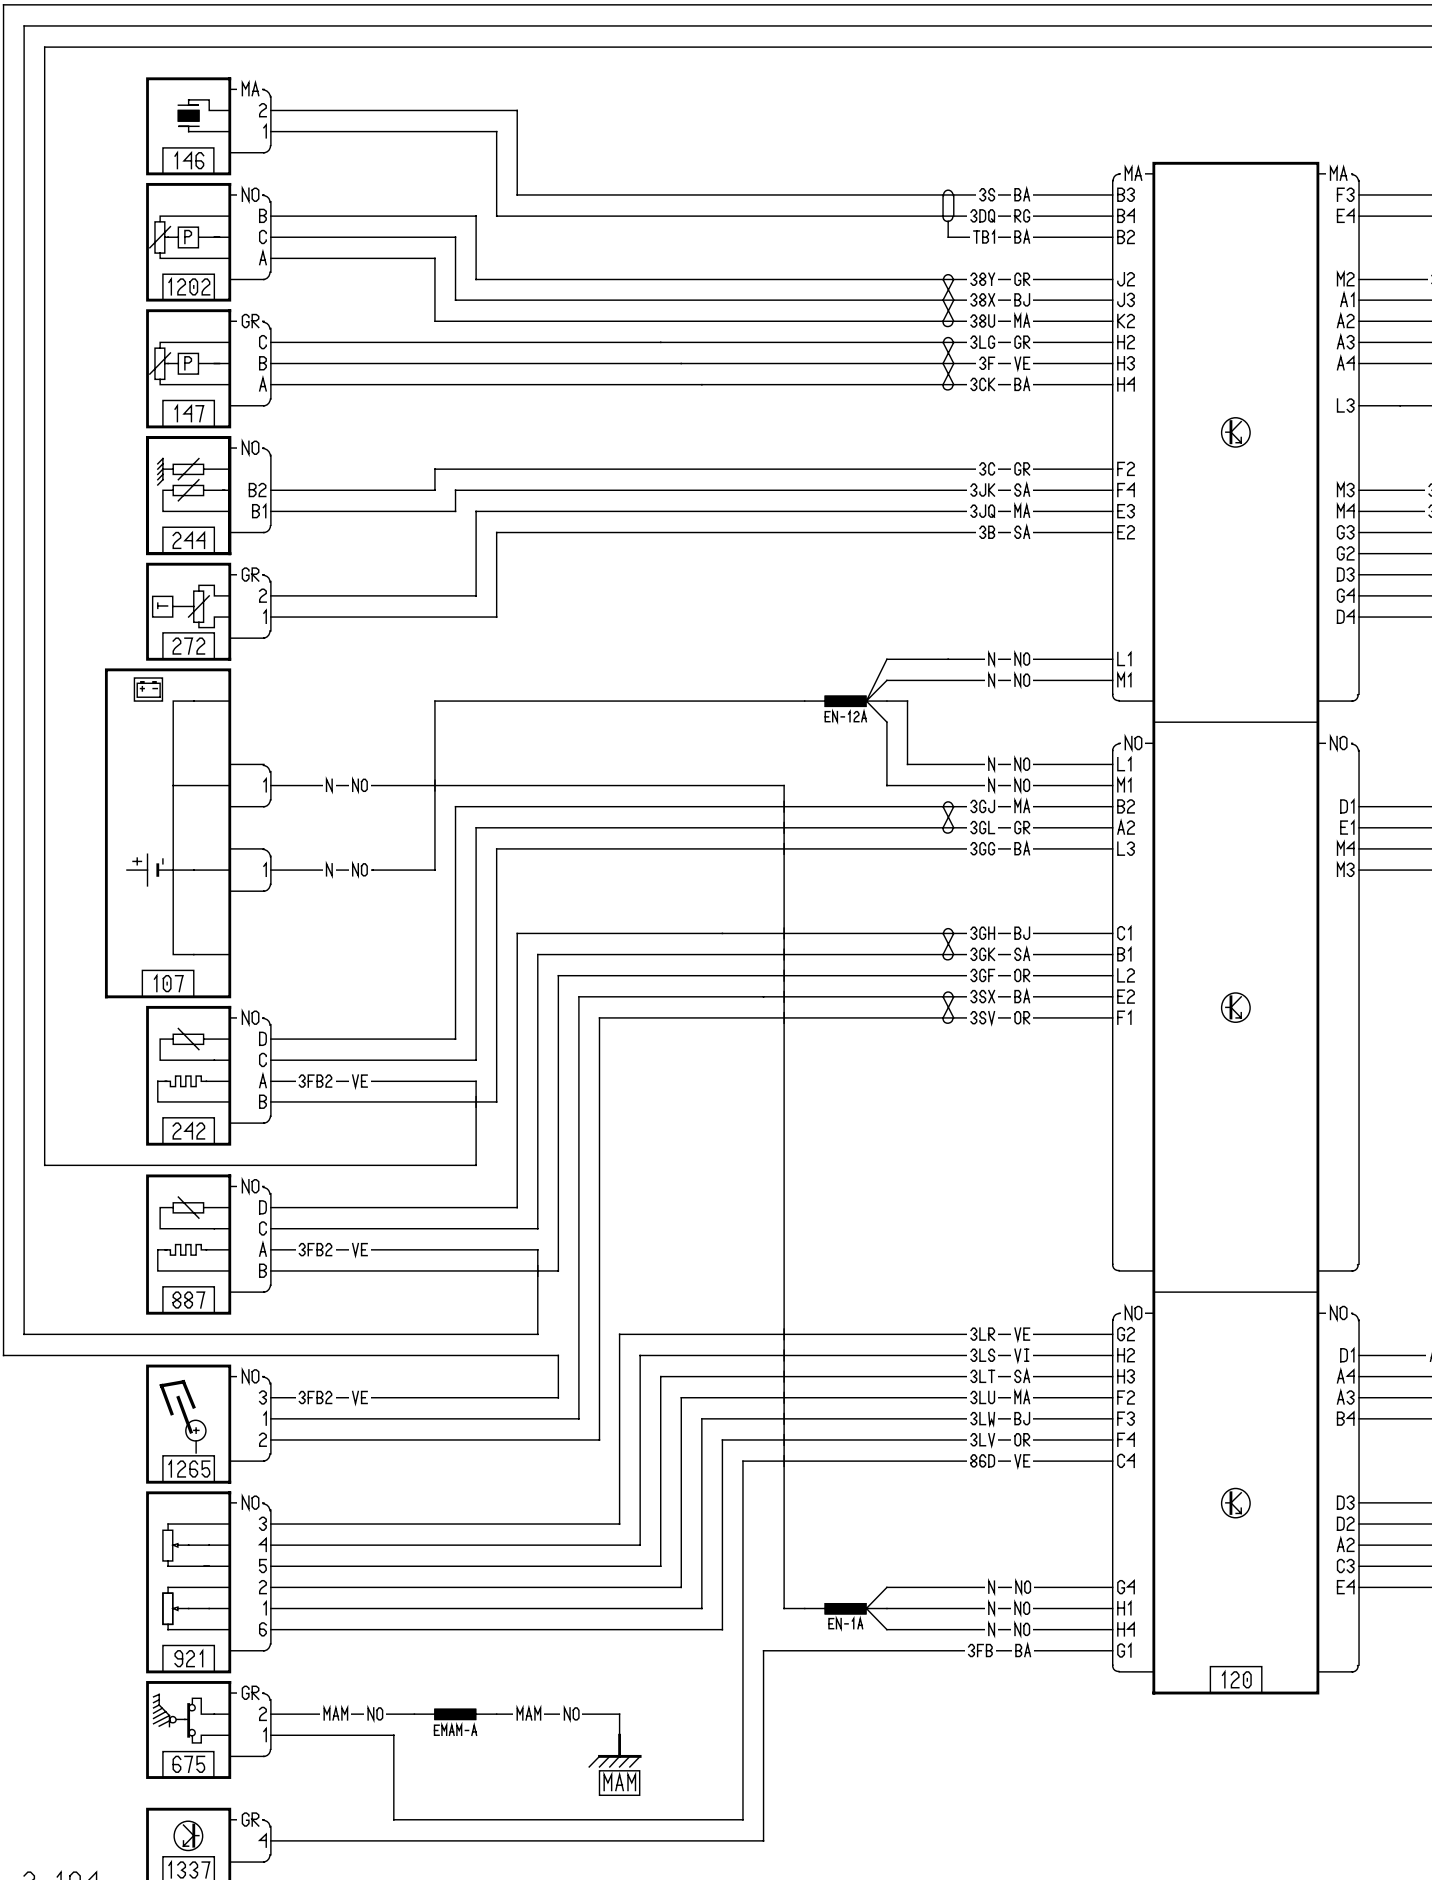 MA
2
1
146
NO
B
C
A
P
1202
GR
C
B
A
P
147
NO
B2
B1
244
GR
2
1
T
272
+ -
1 N NO
+ -
1 N NO
107
NO
D
C
A 3FB2 VE
B
242
NO
D
C
A 3FB2 VE
B
887
NO
3 3FB2 VE
1
2
+
1265
NO
3
4
5
2
1
6
921
GR
2 MAM NO EMAM-A MAM NO
1
675
MAM
GR
4
1337
EN-12A
EN-1A
MA
3S BA B3
3DQ RG B4
TB1 BA B2
38Y GR J2
38X BJ J3
38U MA K2
3LG GR H2
3F VE H3
3CK BA H4
3C GR F2
3JK SA F4
3JQ MA E3
3B SA E2
N NO L1
N NO M1
NO
N NO L1
N NO M1
3GJ MA B2
3GL GR A2
3GG BA L3
3GH BJ C1
3GK SA B1
3GF OR L2
3SX BA E2
3SV OR F1
NO
3LR VE G2
3LS VI H2
3LT SA H3
3LU MA F2
3LW BJ F3
3LV OR F4
86D VE C4
N NO G4
N NO H1
N NO H4
3FB BA G1
120
MA
F3
E4
M2
A1
A2
A3
A4
L3
M3
M4
G3
G2
D3
G4
D4
NO
D1
E1
M4
M3
NO
D1
A4
A3
B4
D3
D2
A2
C3
E4